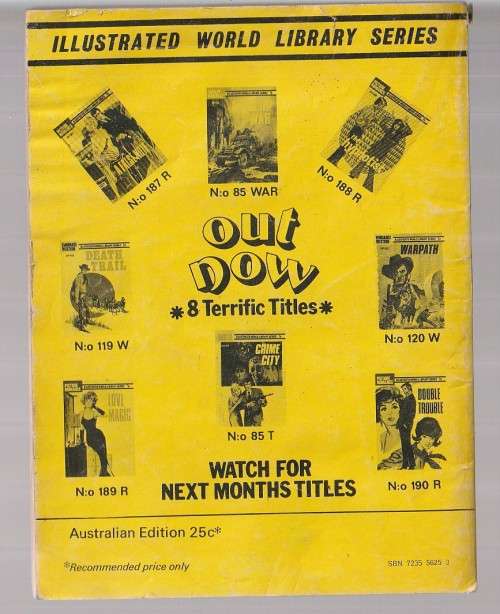 ILLUSTRATED WORLD LIBRARY SERIES
N:o 187 R
N:o 85 WAR
N:o 188 R
out
now
*8 Terrific Titles*
DEATH
TRAIL
N:o 119 W
WARPATH
N:o 120 W
CRIME
CITY
N:o 85 T
LOVE
MAGIC
N:o 189 R
DOUBLE
TROUBLE
N:o 190 R
WATCH FOR
NEXT MONTHS TITLES
Australian Edition 25c*
*Recommended price only
SBN 7235 5625 3